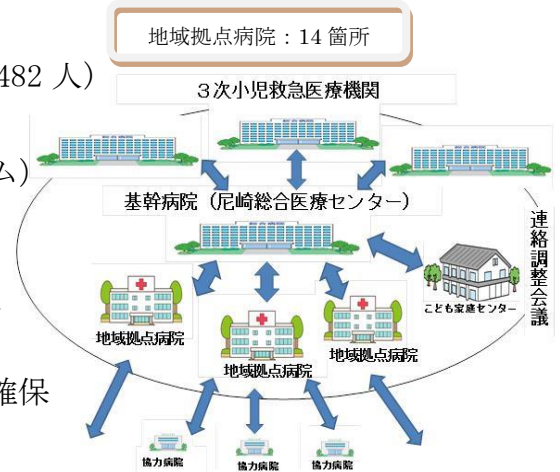 地域拠点病院：14 箇所
482 人）
３次小児救急医療機関
ム）
基幹病院（尼崎総合医療センター）
連絡調整会議
こども家庭センター
地域拠点病院
地域拠点病院
地域拠点病院
確保
協力病院
協力病院
協力病院